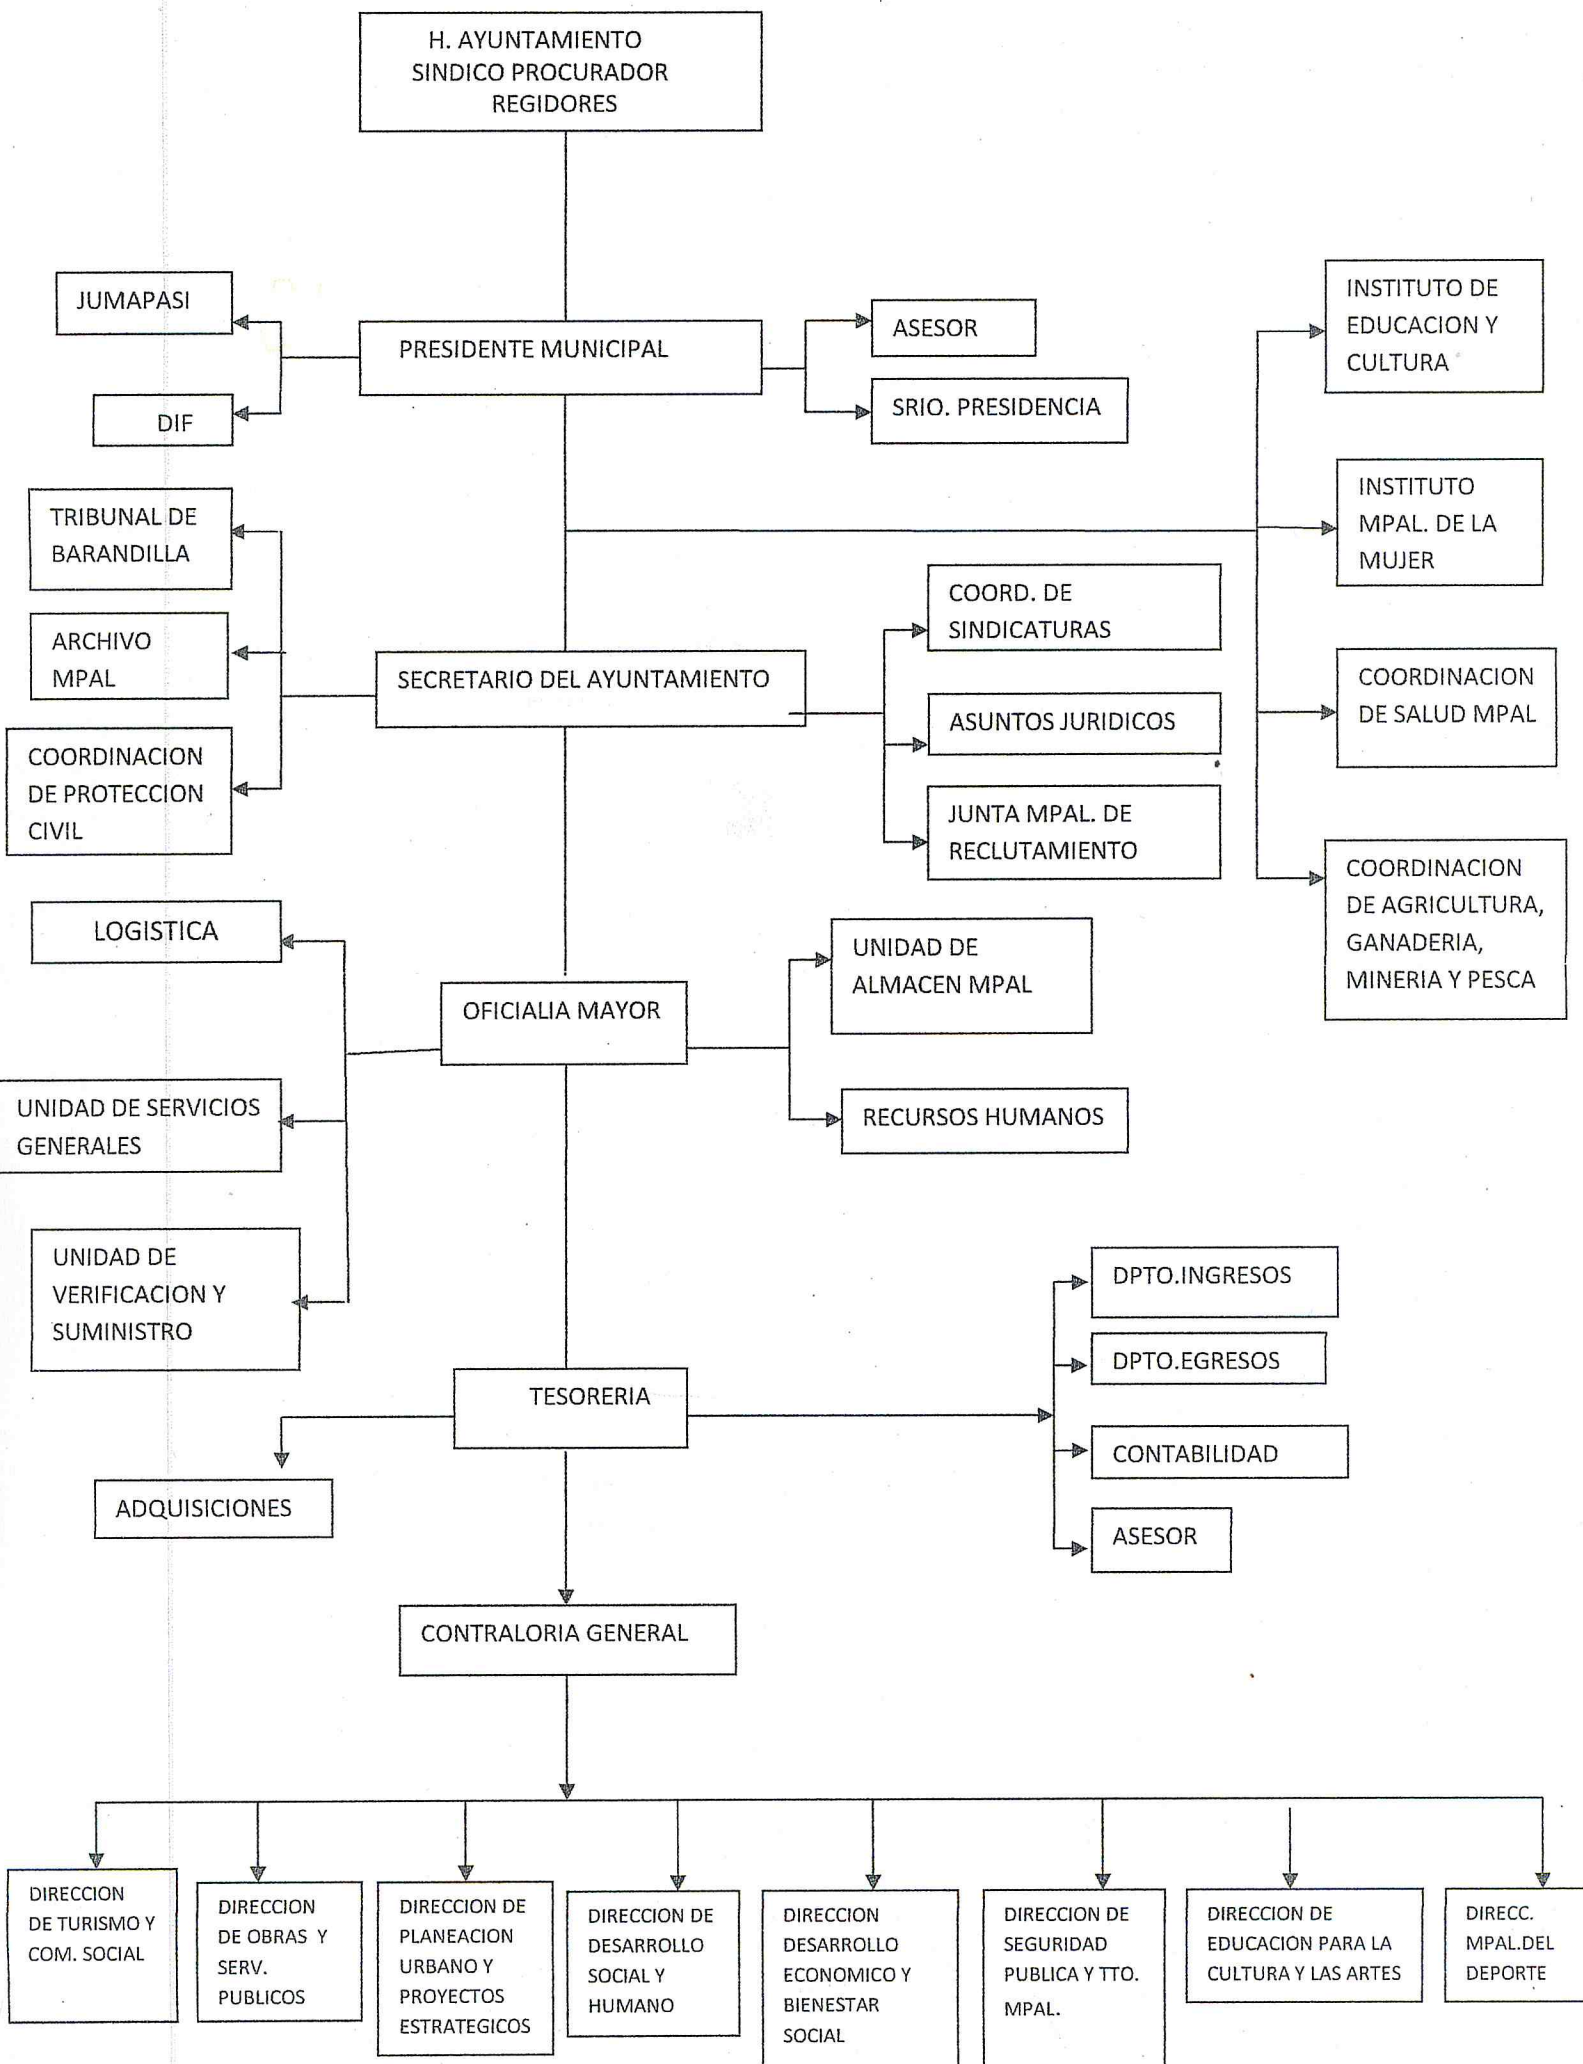 H. AYUNTAMIENTO
SINDICO PROCURADOR
REGIDORES
JUMAPASI
DIF
PRESIDENTE MUNICIPAL
ASESOR
SRIO. PRESIDENCIA
INSTITUTO DE
EDUCACION Y
CULTURA
INSTITUTO
MPAL. DE LA
MUJER
COORDINACION
DE SALUD MPAL
COORDINACION
DE AGRICULTURA,
GANADERIA,
MINERIA Y PESCA
TRIBUNAL DE
BARANDILLA
ARCHIVO
MPAL
COORDINACION
DE PROTECCION
CIVIL
SECRETARIO DEL AYUNTAMIENTO
COORD. DE
SINDICATURAS
ASUNTOS JURIDICOS
JUNTA MPAL. DE
RECLUTAMIENTO
LOGISTICA
UNIDAD DE SERVICIOS
GENERALES
UNIDAD DE
VERIFICACION Y
SUMINISTRO
OFICIALIA MAYOR
UNIDAD DE
ALMACEN MPAL
RECURSOS HUMANOS
TESORERIA
ADQUISICIONES
DPTO.INGRESOS
DPTO.EGRESOS
CONTABILIDAD
ASESOR
CONTRALORIA GENERAL
DIRECCION
DE TURISMO Y
COM. SOCIAL
DIRECCION
DE OBRAS Y
SERV.
PUBLICOS
DIRECCION DE
PLANEACION
URBANO Y
PROYECTOS
ESTRATEGICOS
DIRECCION DE
DESARROLLO
SOCIAL Y
HUMANO
DIRECCION
DESARROLLO
ECONOMICO Y
BIENESTAR
SOCIAL
DIRECCION DE
SEGURIDAD
PUBLICA Y TTO.
MPAL.
DIRECCION DE
EDUCACION PARA LA
CULTURA Y LAS ARTES
DIRECC.
MPAL.DEL
DEPORTE